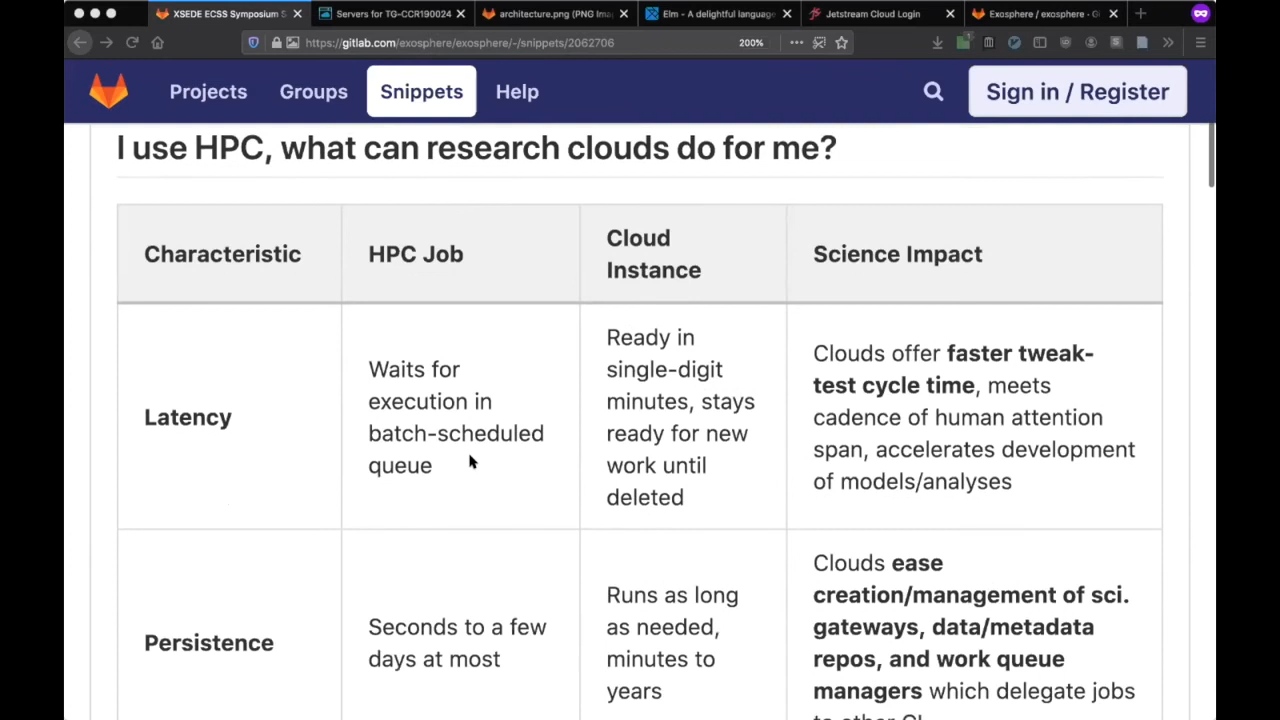 XSEDE ECSS Symposium S
Servers for TG-CCR190024
architecture.png (PNG Ima
Elm - A delightful language
Jetstream Cloud Login
Exosphere / exosphere · G
https://gitlab.com/exosphere/exosphere/-/snippets/2062706
200%
Projects
Groups
Snippets
Help
Sign in / Register
I use HPC, what can research clouds do for me?
Characteristic
HPC Job
Cloud
Instance
Science Impact
Latency
Waits for
execution in
batch-scheduled
queue
Ready in
single-digit
minutes, stays
ready for new
work until
deleted
Clouds offer faster tweak-
test cycle time, meets
cadence of human attention
span, accelerates development
of models/analyses
Persistence
Seconds to a few
days at most
Runs as long
as needed,
minutes to
years
Clouds ease
creation/management of sci.
gateways, data/metadata
repos, and work queue
managers which delegate jobs